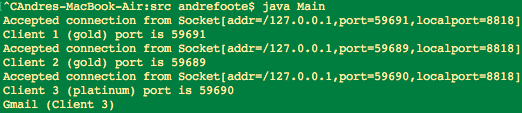 ^CAndres-MacBook-Air:src andrefoote$ java Main
Accepted connection from Socket[addr=/127.0.0.1,port=59691,localport=8818]
Client 1 (gold) port is 59691
Accepted connection from Socket[addr=/127.0.0.1,port=59689,localport=8818]
Client 2 (gold) port is 59689
Accepted connection from Socket[addr=/127.0.0.1,port=59690,localport=8818]
Client 3 (platinum) port is 59690
Gmail (Client 3)